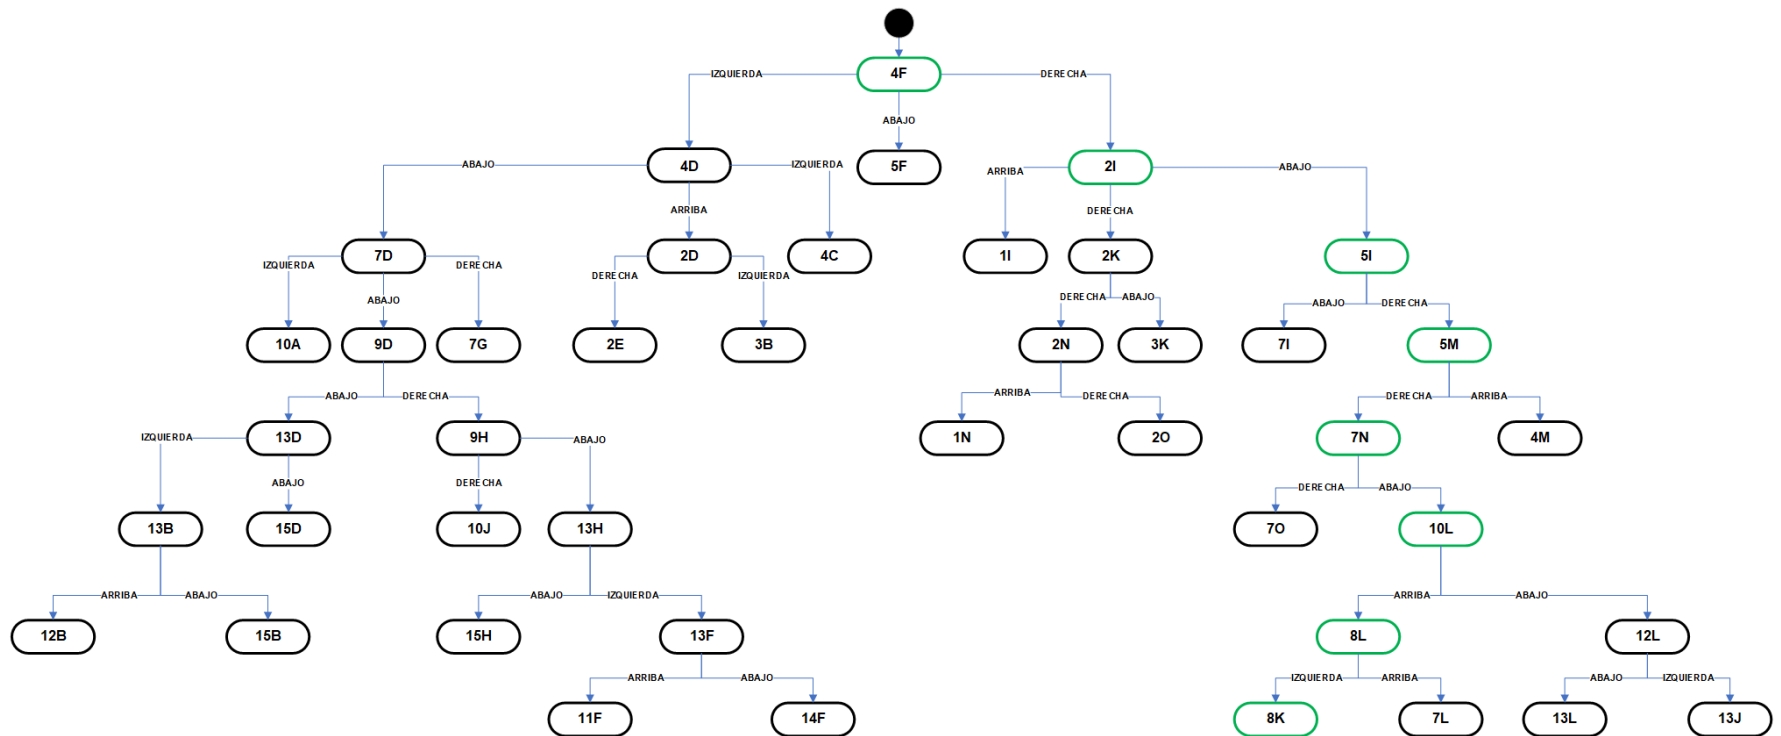 4F
IZQUIERDA
DERECHA
ABAJO
4D
5F
2I
ABAJO
IZQUIERDA
ARRIBA
ABAJO
ARRIBA
DERECHA
7D
2D
4C
1I
2K
5I
IZQUIERDA
DERECHA
DERECHA
IZQUIERDA
ABAJO
DERECHA
ABAJO
ABAJO
DERECHA
10A
9D
7G
2E
3B
2N
3K
7I
5M
ABAJO
DERECHA
ARRIBA
DERECHA
DERECHA
ARRIBA
IZQUIERDA
13D
9H
ABAJO
1N
2O
7N
4M
ABAJO
DERECHA
DERECHA
ABAJO
13B
15D
10J
13H
7O
10L
ARRIBA
ABAJO
ABAJO
IZQUIERDA
ARRIBA
ABAJO
12B
15B
15H
13F
8L
12L
ARRIBA
ABAJO
IZQUIERDA
ARRIBA
ABAJO
IZQUIERDA
11F
14F
8K
7L
13L
13J